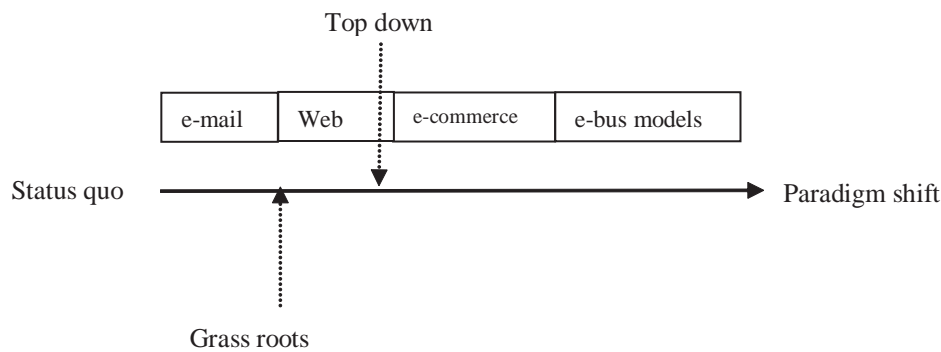 Top down
e-mail
Web
e-commerce
e-bus models
Status quo
Paradigm shift
Grass roots